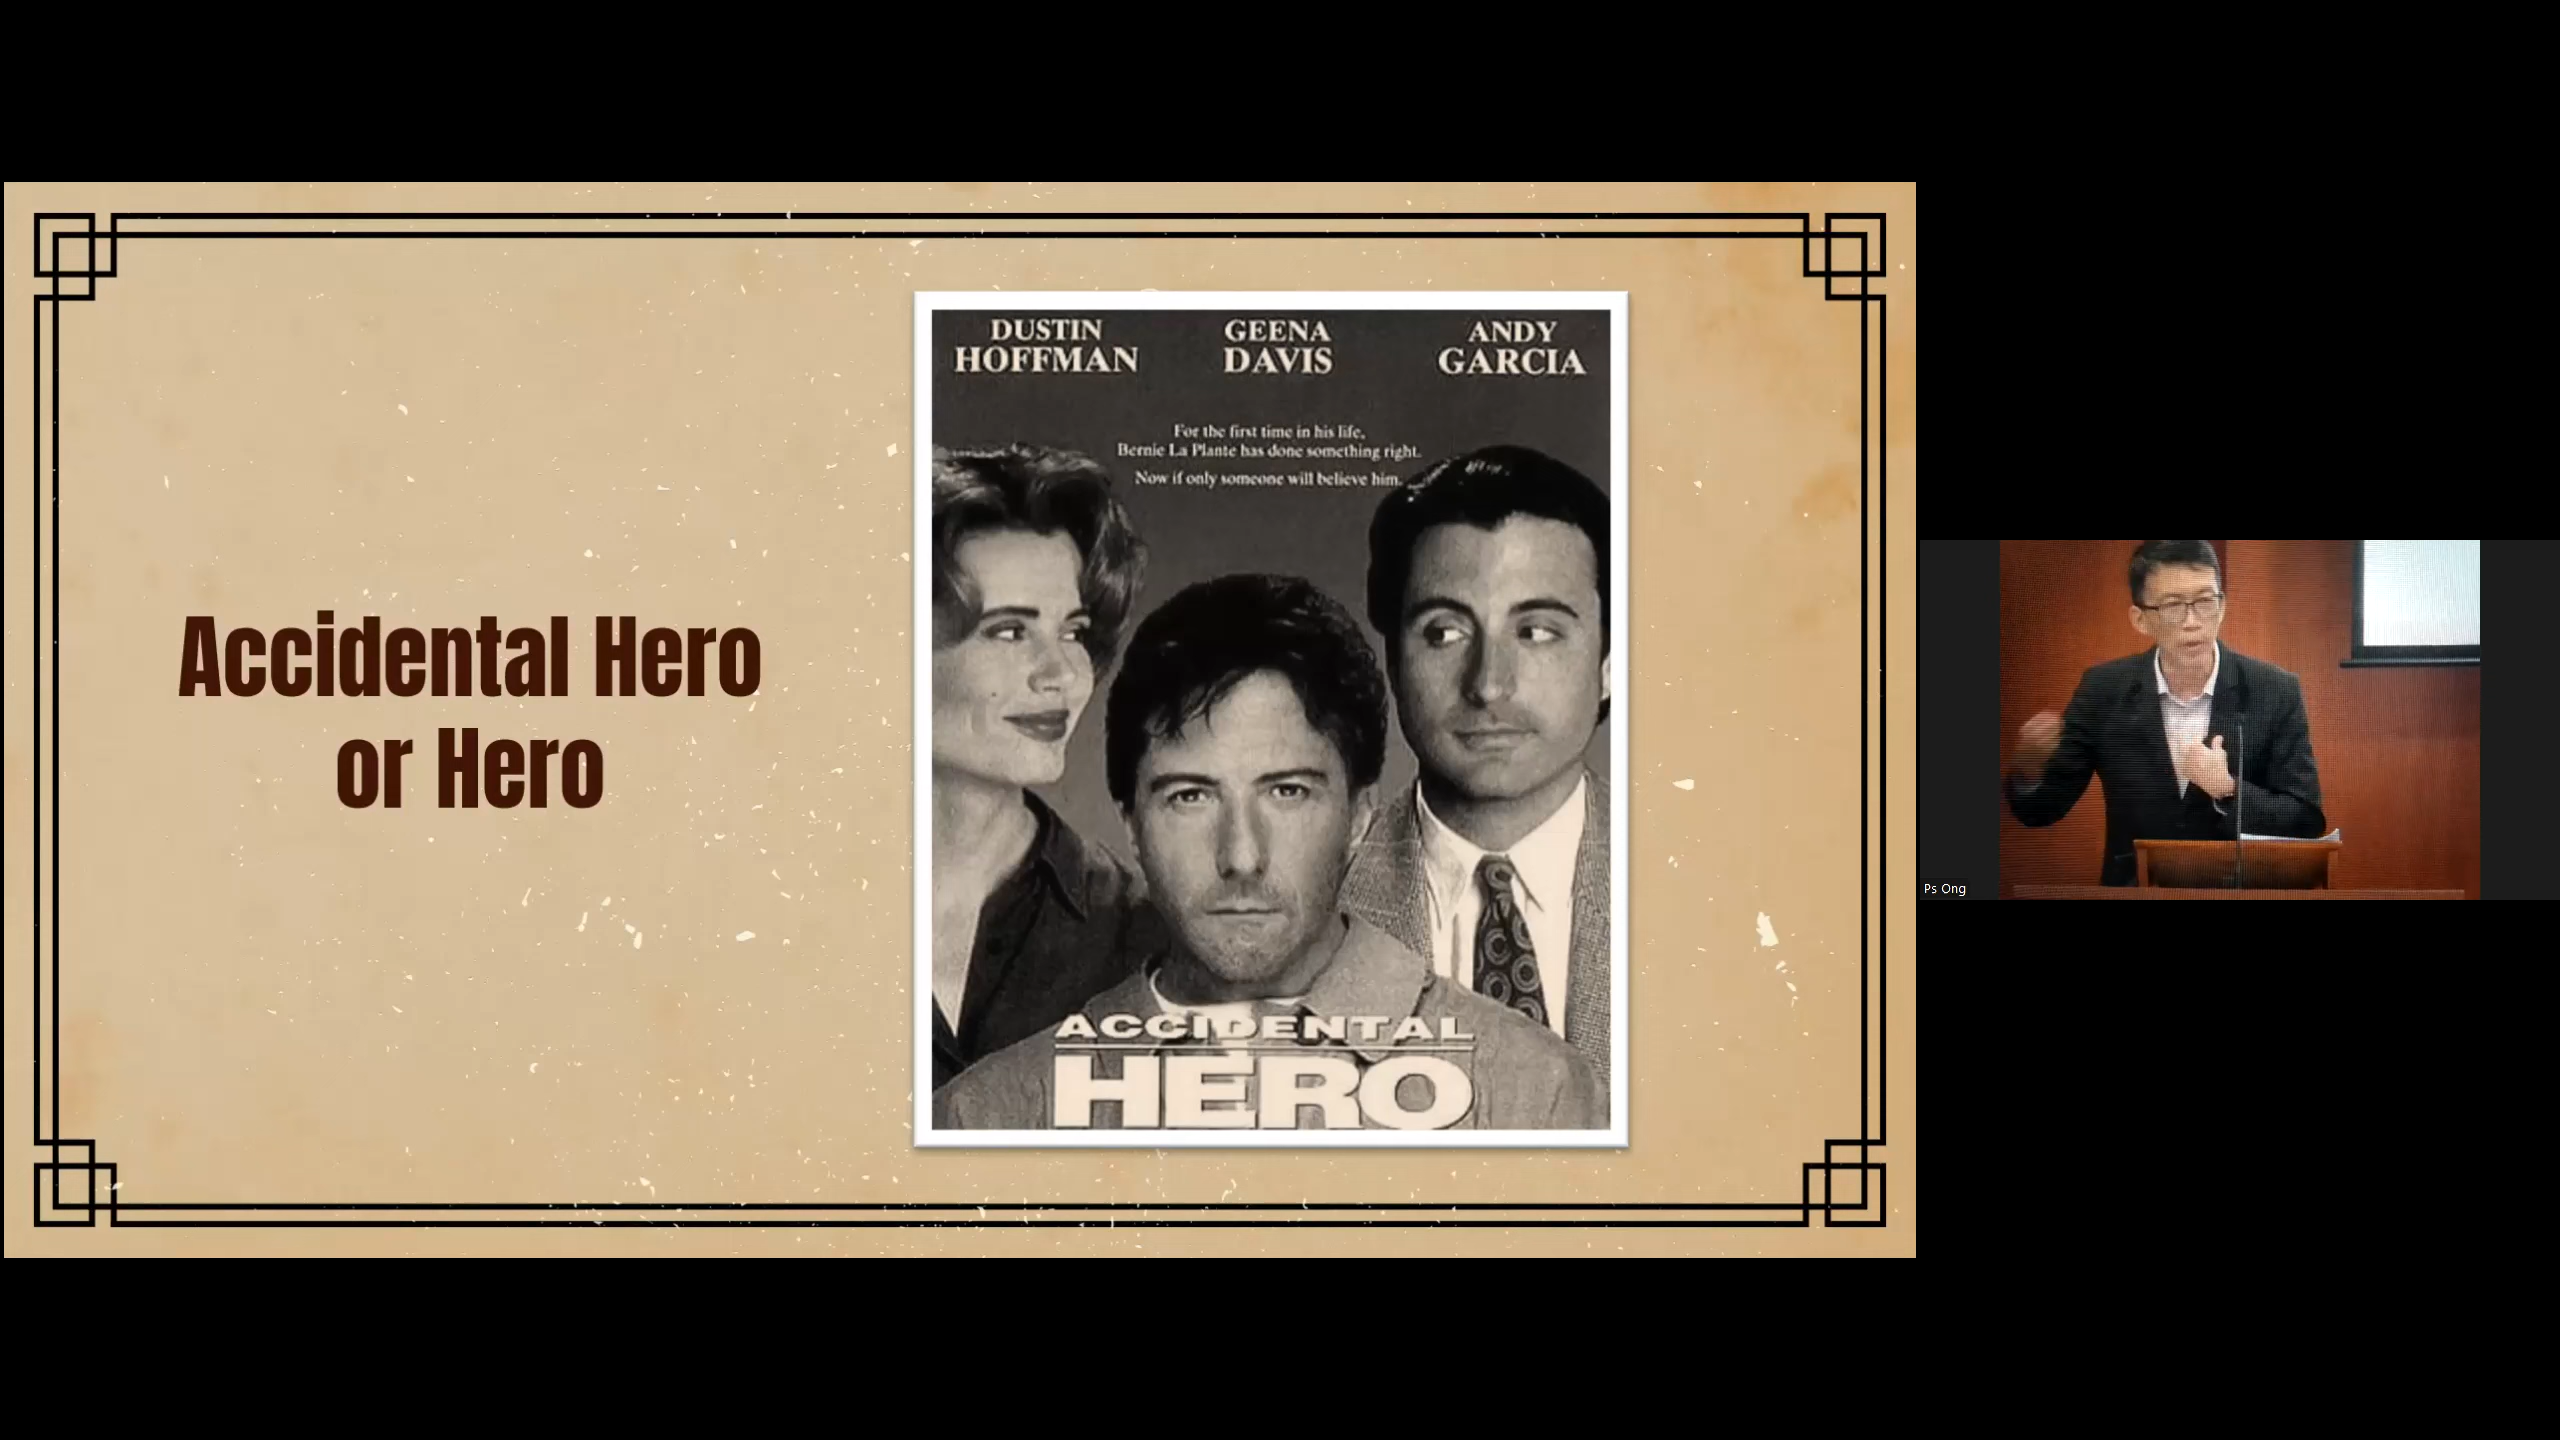 Accidental Hero
or Hero
DUSTIN
HOFFMAN
GEENA
DAVIS
ANDY
GARCIA
For the first time in his life,
Bernie La Plante has done something right.
Now if only someone will believe him.
ACCIDENTAL
HERO
Ps Ong